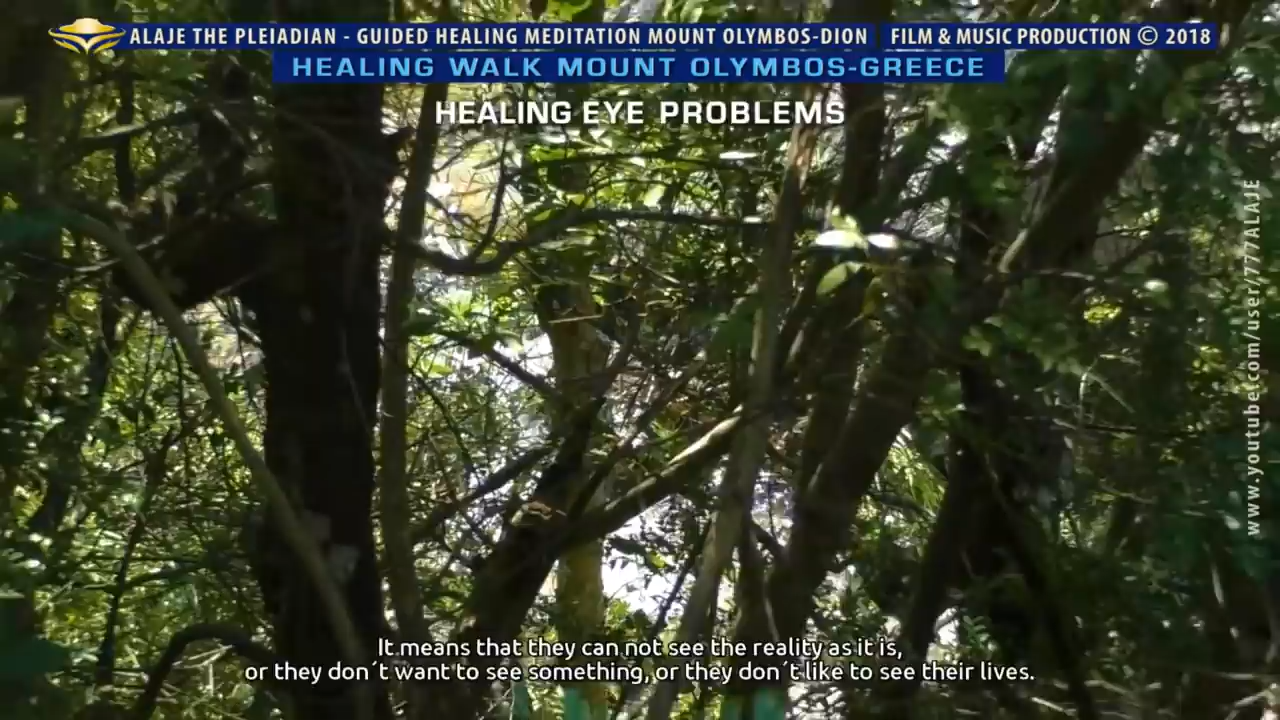 ALAJE THE PLEIADIAN - GUIDED HEALING MEDITATION MOUNT OLYMBOS-DION FILM & MUSIC PRODUCTION © 2018
HEALING WALK MOUNT OLYMBOS-GREECE
HEALING EYE PROBLEMS
www.youtube.com/user/777ALAJE
It means that they can not see the reality as it is,
or they don´t want to see something, or they don´t like to see their lives.